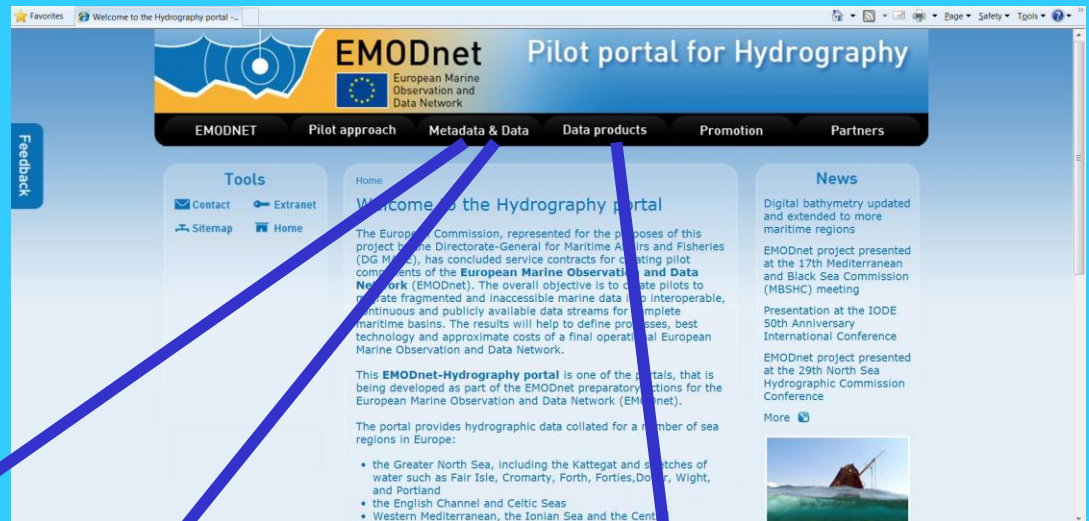 Favorites
Welcome to the Hydrography portal -...
Page
Safety
Tools
EMODnet
European Marine
Observation and
Data Network
Pilot portal for Hydrography
EMODNET
Pilot approach
Metadata & Data
Data products
Promotion
Partners
Feedback
Tools
Contact
Extranet
Sitemap
Home
Home
Welcome to the Hydrography portal
The European Commission, represented for the purposes of this
project by the Directorate-General for Maritime Affairs and Fisheries
(DG MARE), has concluded service contracts for creating pilot
components of the European Marine Observation and Data
Network (EMODnet). The overall objective is to create pilots to
migrate fragmented and inaccessible marine data into interoperable,
continuous and publicly available data streams for complete
maritime basins. The results will help to define processes, best
technology and approximate costs of a final operational European
Marine Observation and Data Network.
This EMODnet-Hydrography portal is one of the portals, that is
being developed as part of the EMODnet preparatory actions for the
European Marine Observation and Data Network (EMODnet).
The portal provides hydrographic data collated for a number of sea
regions in Europe:
• the Greater North Sea, including the Kattegat and stretches of
water such as Fair Isle, Cromarty, Forth, Forties,Dover, Wight,
and Portland
• the English Channel and Celtic Seas
• Western Mediterranean, the Ionian Sea and the Central
News
Digital bathymetry updated
and extended to more
maritime regions
EMODnet project presented
at the 17th Mediterranean
and Black Sea Commission
(MBSHC) meeting
Presentation at the IODE
50th Anniversary
International Conference
EMODnet project presented
at the 29th North Sea
Hydrographic Commission
Conference
More